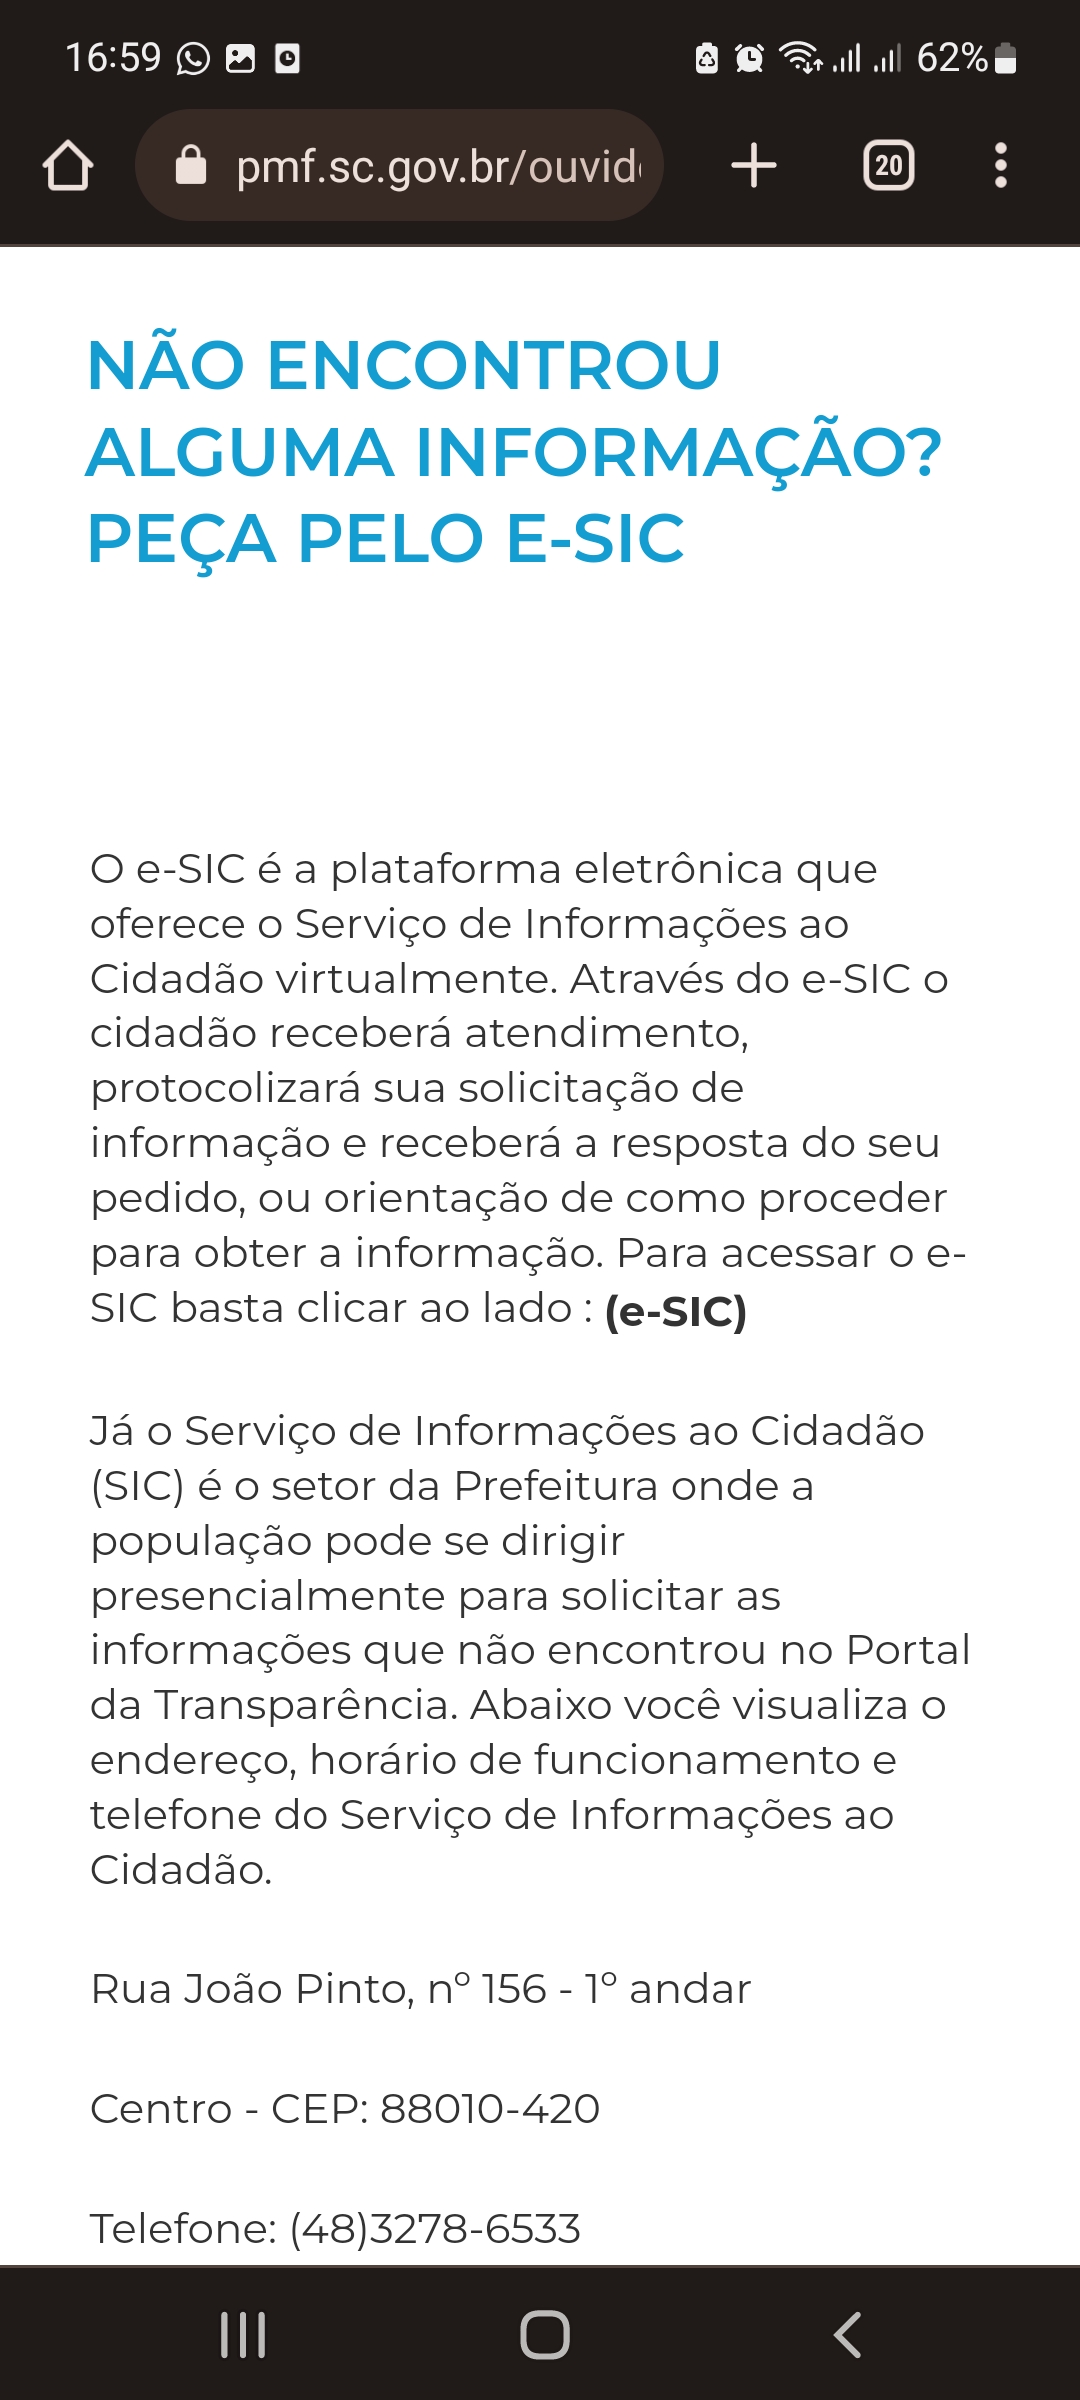 16:59
62%
pmf.sc.gov.br/ouvid
20
NÃO ENCONTROU
ALGUMA INFORMAÇÃO?
PEÇA PELO E-SIC
O e-SIC é a plataforma eletrônica que
oferece o Serviço de Informações ao
Cidadão virtualmente. Através do e-SIC o
cidadão receberá atendimento,
protocolizará sua solicitação de
informação e receberá a resposta do seu
pedido, ou orientação de como proceder
para obter a informação. Para acessar o e-
SIC basta clicar ao lado : (e-SIC)
Já o Serviço de Informações ao Cidadão
(SIC) é o setor da Prefeitura onde a
população pode se dirigir
presencialmente para solicitar as
informações que não encontrou no Portal
da Transparência. Abaixo você visualiza o
endereço, horário de funcionamento e
telefone do Serviço de Informações ao
Cidadão.
Rua João Pinto, nº 156 - 1º andar
Centro - CEP: 88010-420
Telefone: (48)3278-6533